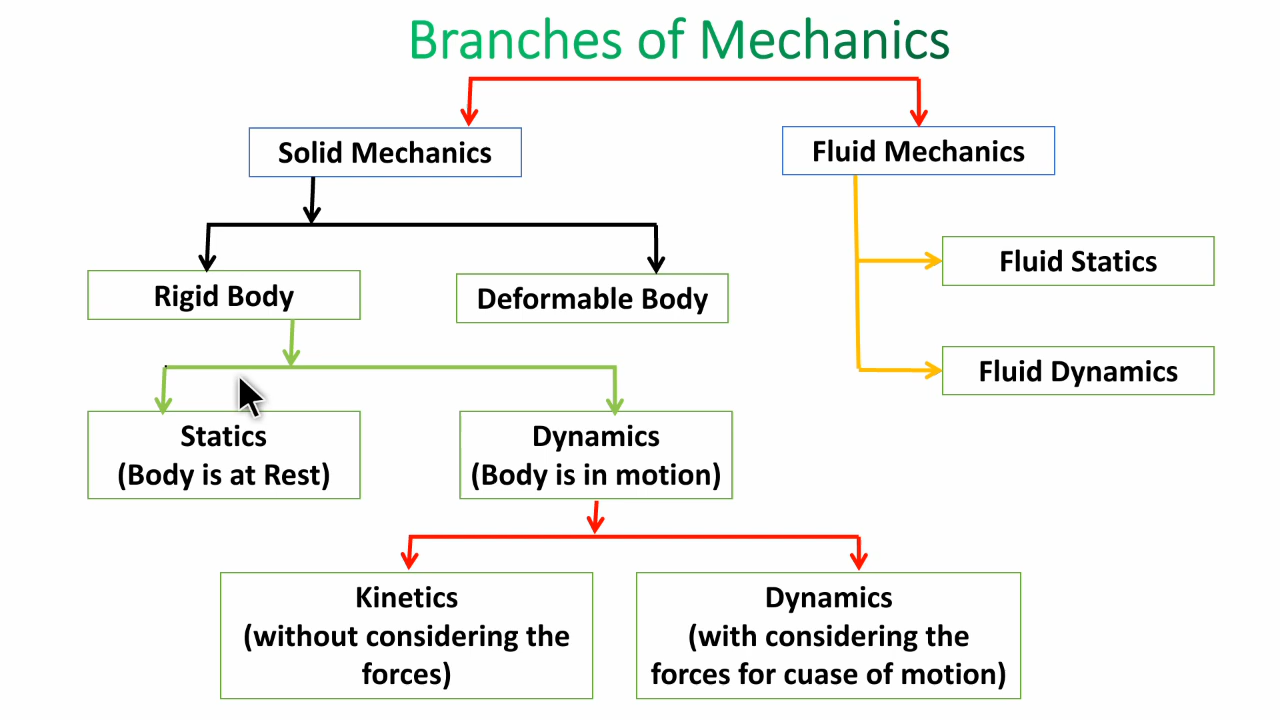 Branches of Mechanics
Solid Mechanics
Fluid Mechanics
Rigid Body
Deformable Body
Fluid Statics
Fluid Dynamics
Statics
(Body is at Rest)
Dynamics
(Body is in motion)
Kinetics
(without considering the
forces)
Dynamics
(with considering the
forces for cuase of motion)